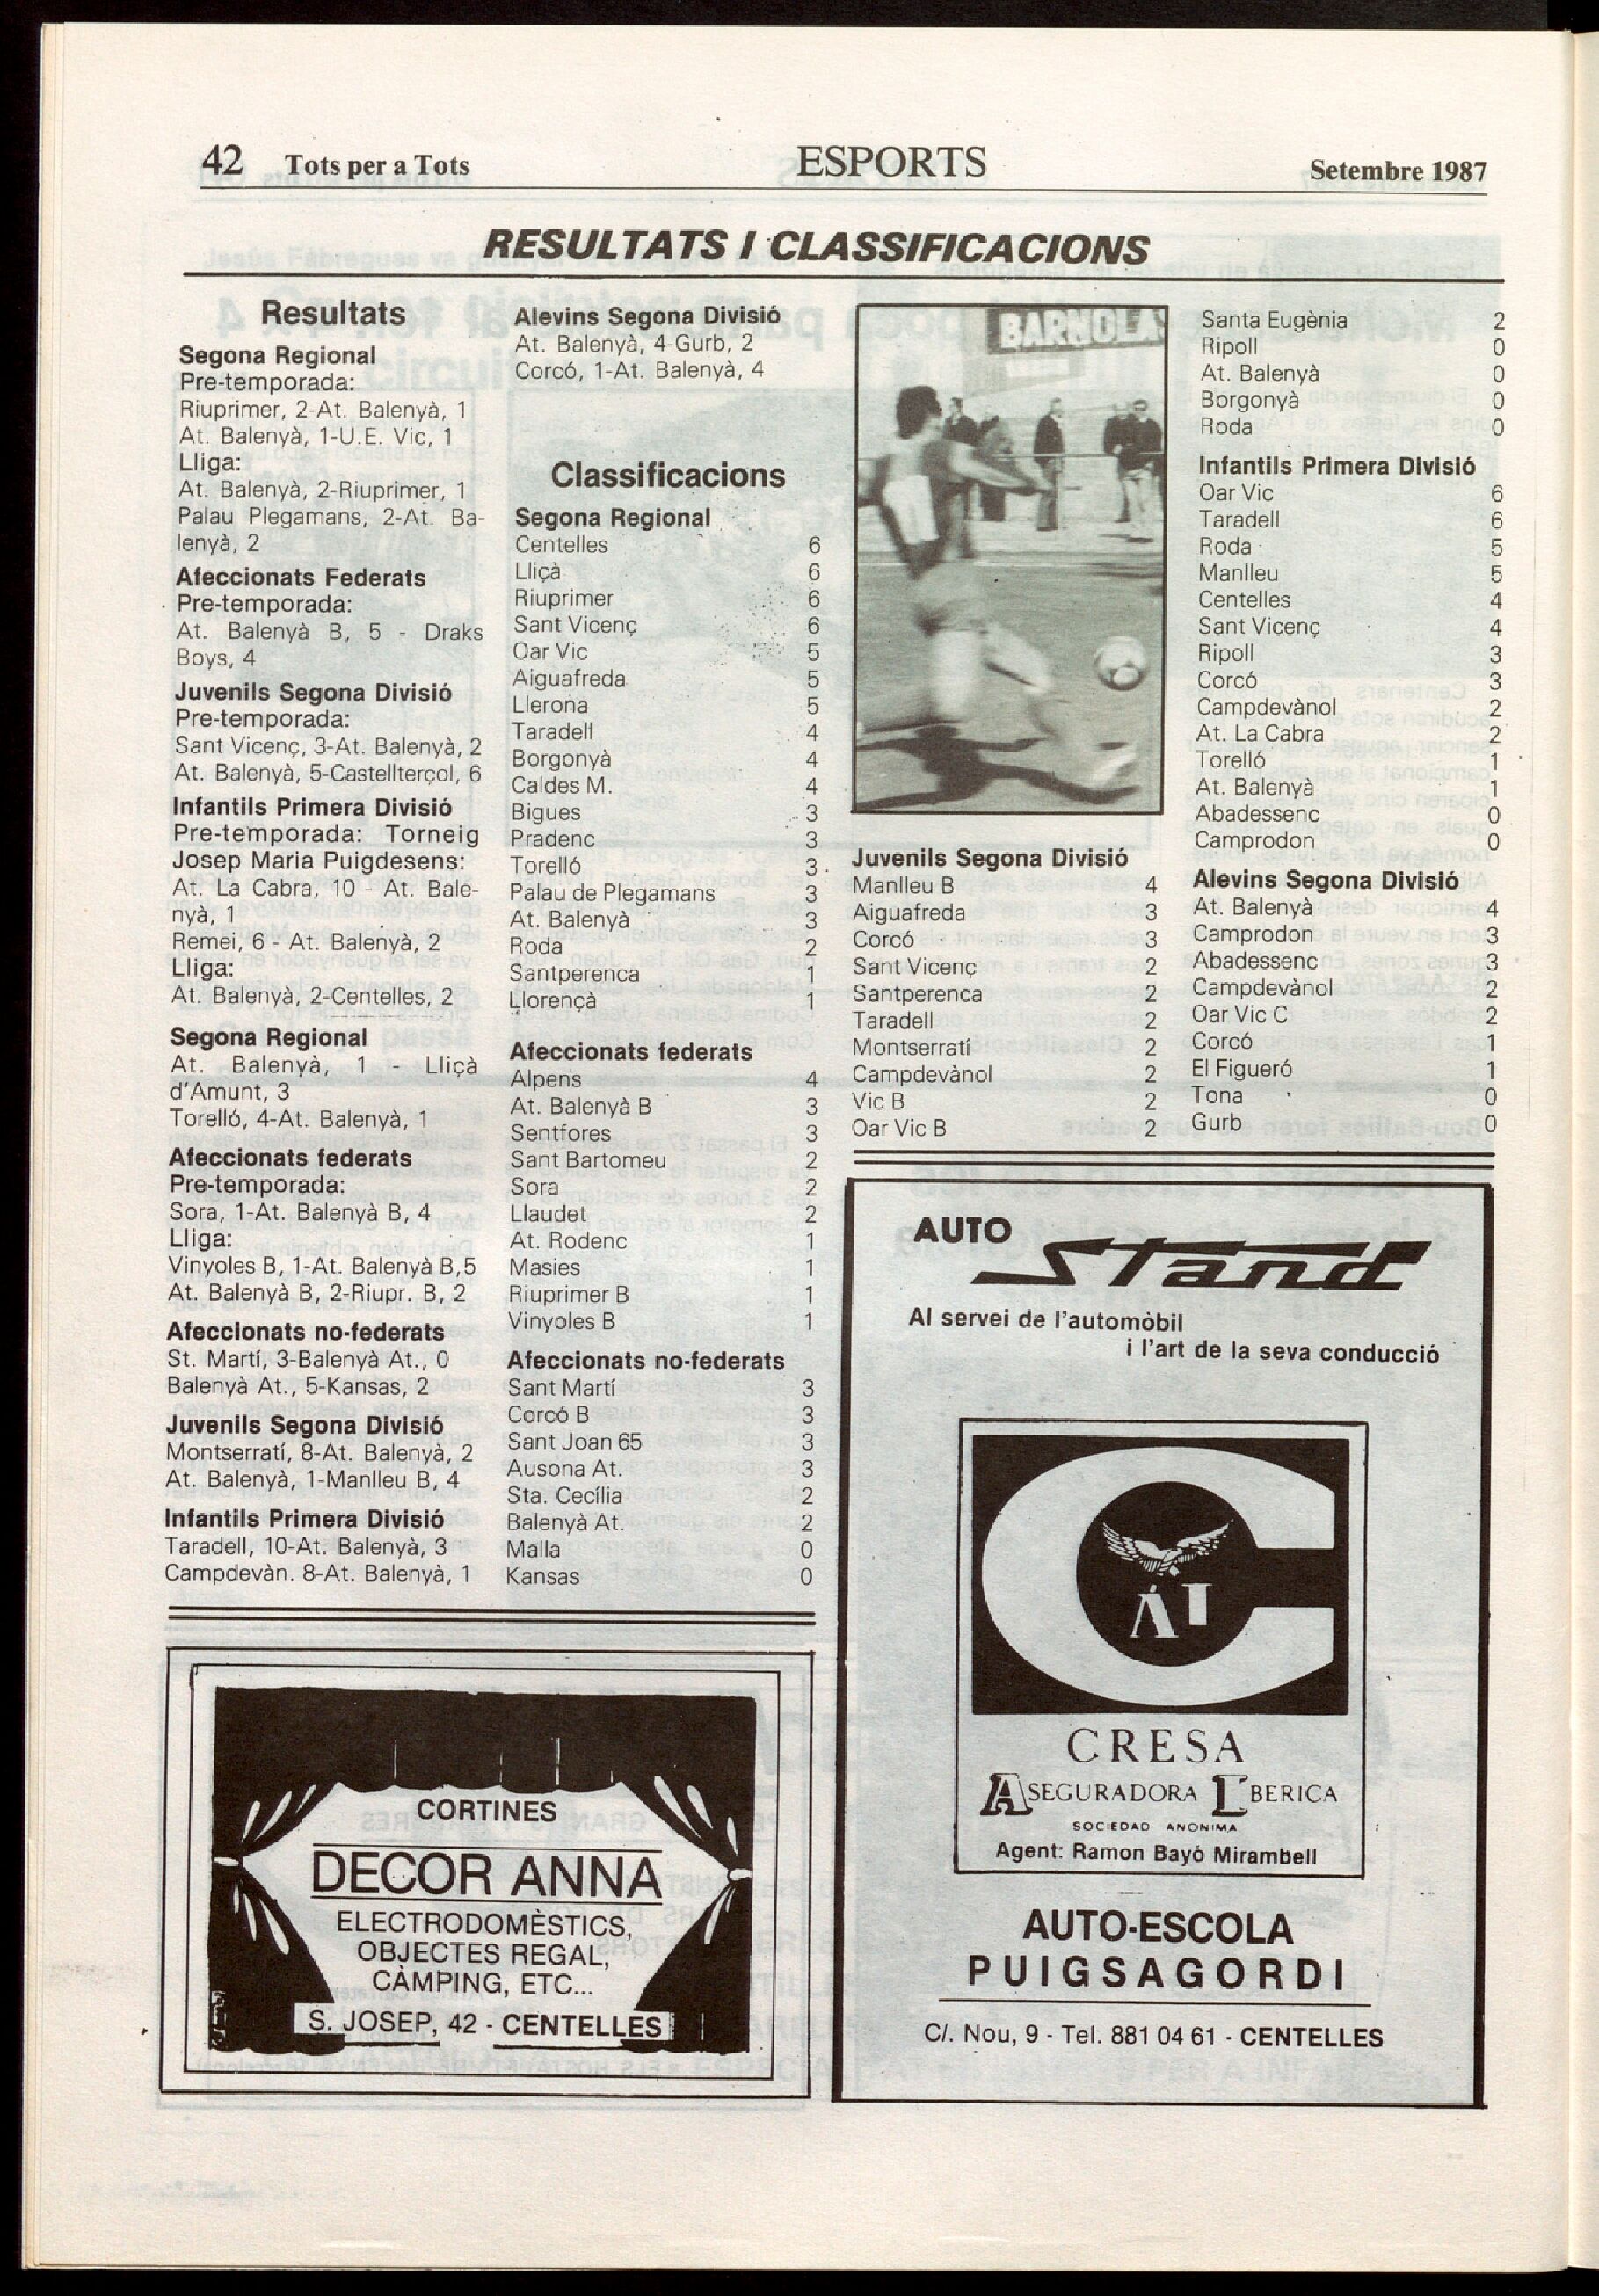 42 Tots per a Tots
ESPORTS
Setembre 1987
RESULTATS I CLASSIFICACIONS
Resultats
Segona Regional
Pre-temporada:
Riuprimer, 2-At. Balenyà, 1
At. Balenyà, 1-U.E. Vic, 1
Lliga:
At. Balenyà, 2-Riuprimer, 1
Palau Plegamans, 2-At. Ba-
lenyà, 2
Afeccionats Federats
Pre-temporada:
At. Balenyà B, 5 - Draks
Boys, 4
Juvenils Segona Divisió
Pre-temporada:
Sant Vicenç, 3-At. Balenyà, 2
At. Balenyà, 5-Castellterçol, 6
Infantils Primera Divisió
Pre-temporada: Torneig
Josep Maria Puigdesens:
At. La Cabra, 10 - At. Bale-
nyà, 1
Remei, 6 - At. Balenyà, 2
Lliga:
At. Balenyà, 2-Centelles, 2
Segona Regional
At. Balenyà, 1 - Lliçà
d'Amunt, 3
Torelló, 4-At. Balenyà, 1
Afeccionats federats
Pre-temporada:
Sora, 1-At. Balenyà B, 4
Lliga:
Vinyoles B, 1-At. Balenyà B,5
At. Balenyà B, 2-Riupr. B, 2
Afeccionats no-federats
St. Martí, 3-Balenyà At., 0
Balenyà At., 5-Kansas, 2
Juvenils Segona Divisió
Montserratí, 8-At. Balenyà, 2
At. Balenyà, 1-Manlleu B, 4
Infantils Primera Divisió
Taradell, 10-At. Balenyà, 3
Campdevàn. 8-At. Balenyà, 1
Alevins Segona Divisió
At. Balenyà, 4-Gurb, 2
Corcó, 1-At. Balenyà, 4
Classificacions
Segona Regional
Centelles 6
Lliçà 6
Riuprimer 6
Sant Vicenç 6
Oar Vic 5
Aiguafreda 5
Llerona 5
Taradell 4
Borgonyà 4
Caldes M. 4
Bigues 3
Pradenc 3
Torelló 3
Palau de Plegamans 3
At. Balenyà 3
Roda 2
Santperenca 1
Llorençà 1
Afeccionats federats
Alpens 4
At. Balenyà B 3
Sentfores 3
Sant Bartomeu 2
Sora 2
Llaudet 2
At. Rodenc 1
Masies 1
Riuprimer B 1
Vinyoles B 1
Afeccionats no-federats
Sant Martí 3
Corcó B 3
Sant Joan 65 3
Ausona At. 3
Sta. Cecília 2
Balenyà At. 2
Malla 0
Kansas 0
BARNOLA
Juvenils Segona Divisió
Manlleu B 4
Aiguafreda 3
Corcó 3
Sant Vicenç 2
Santperenca 2
Taradell 2
Montserratí 2
Campdevànol 2
Vic B 2
Oar Vic B 2
Santa Eugènia 2
Ripoll 0
At. Balenyà 0
Borgonyà 0
Roda 0
Infantils Primera Divisió
Oar Vic 6
Taradell 6
Roda 5
Manlleu 5
Centelles 4
Sant Vicenç 4
Ripoll 3
Corcó 3
Campdevànol 2
At. La Cabra 2
Torelló 1
At. Balenyà 1
Abadessenc 0
Camprodon 0
Alevins Segona Divisió
At. Balenyà 4
Camprodon 3
Abadessenc 3
Campdevànol 2
Oar Vic C 2
Corcó 1
El Figueró 1
Tona 0
Gurb 0
CORTINES
DECOR ANNA
ELECTRODOMÈSTICS,
OBJECTES REGAL,
CÀMPING, ETC...
S. JOSEP, 42 - CENTELLES
AUTO
Stand
Al servei de l'automòbil
i l'art de la seva conducció
C
AI
CRESA
ASEGURADORA IBERICA
SOCIEDAD ANONIMA
Agent: Ramon Bayó Mirambell
AUTO-ESCOLA
PUIGSAGORDI
C/. Nou, 9 - Tel. 881 04 61 - CENTELLES